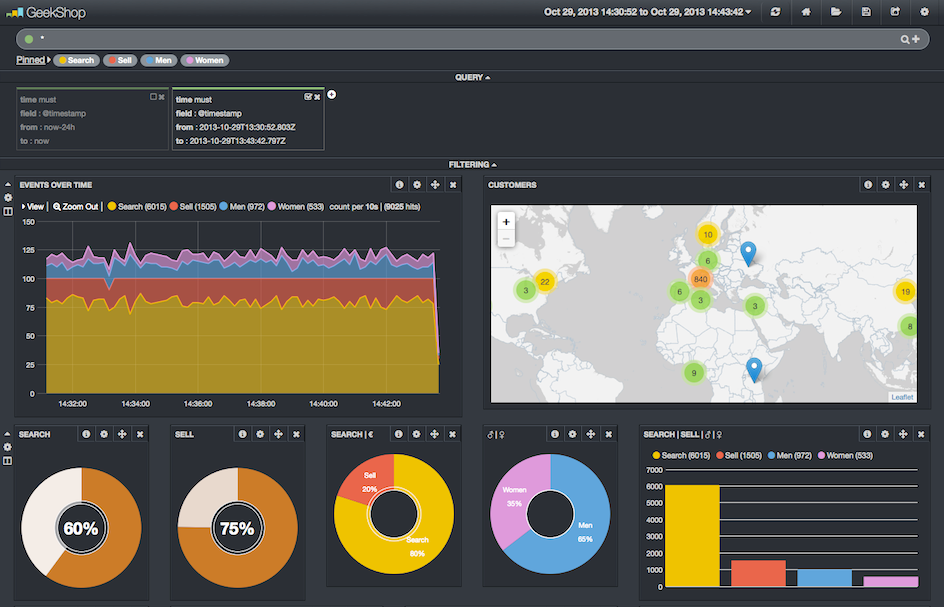 GeekShop
Oct 29, 2013 14:30:52 to Oct 29, 2013 14:43:42
*
Pinned Search Sell Men Women
QUERY
time must
field : @timestamp
from : now-24h
to : now
time must
field : @timestamp
from : 2013-10-29T13:30:52.803Z
to : 2013-10-29T13:43:42.797Z
FILTERING
EVENTS OVER TIME
View | Zoom Out | Search (6015) Sell (1505) Men (972) Women (533) count per 10s | (9025 hits)
150
125
100
75
50
25
0
14:32:00 14:34:00 14:36:00 14:38:00 14:40:00 14:42:00
CUSTOMERS
+
−
10
6
840
22
3
6
3
3
19
8
9
Leaflet
SEARCH
60%
SELL
75%
SEARCH | €
Sell
20%
Search
80%
♂ | ♀
Women
35%
Men
65%
SEARCH | SELL | ♂ | ♀
Search (6015) Sell (1505) Men (972) Women (533)
7000
6000
5000
4000
3000
2000
1000
0